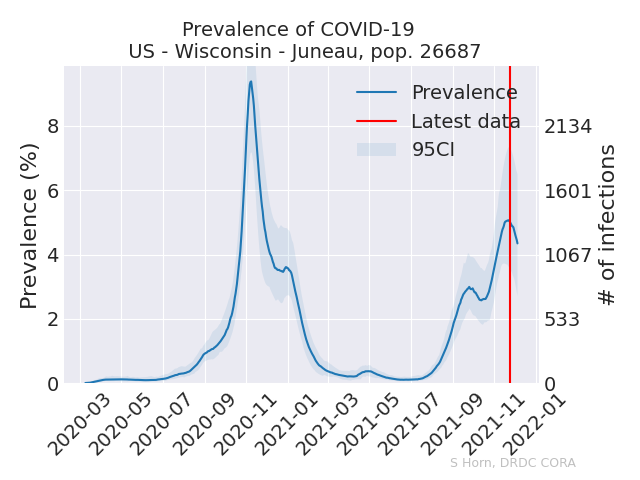 Prevalence of COVID-19
US - Wisconsin - Juneau, pop. 26687
Prevalence
Latest data
95CI
Prevalence (%)
8
6
4
2
0
# of infections
2134
1601
1067
533
0
2020-03
2020-05
2020-07
2020-09
2020-11
2021-01
2021-03
2021-05
2021-07
2021-09
2021-11
2022-01
S Horn, DRDC CORA